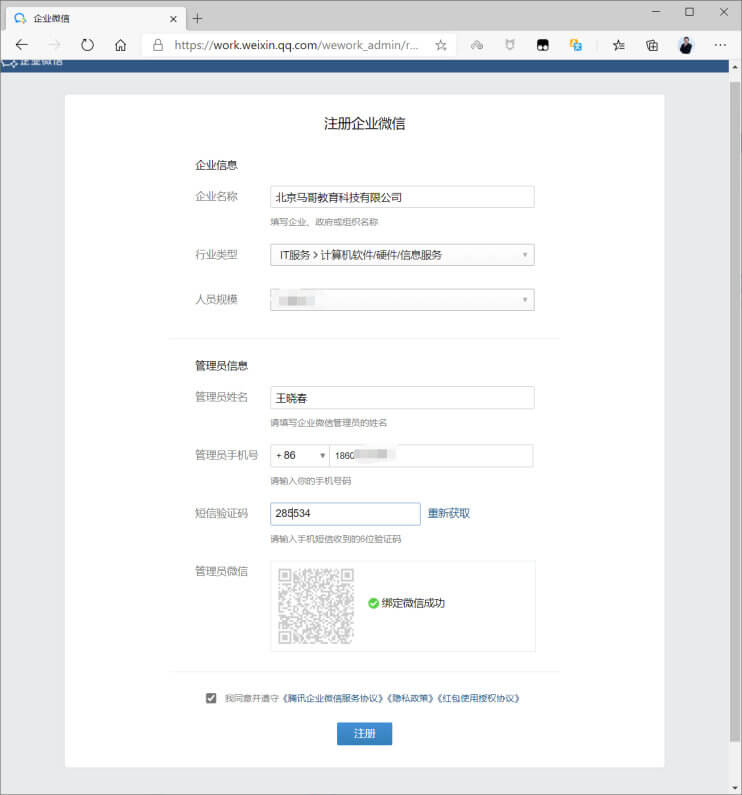 企业微信
https://work.weixin.qq.com/wework_admin/r...
企业微信
注册企业微信
企业信息
企业名称 北京马哥教育科技有限公司
填写企业、政府或组织名称
行业类型 IT服务 > 计算机软件/硬件/信息服务
人员规模
管理员信息
管理员姓名 王晓春
请填写企业微信管理员的姓名
管理员手机号 + 86 1860
请输入你的手机号码
短信验证码 285534 重新获取
请输入手机短信收到的6位验证码
管理员微信
绑定微信成功
我同意并遵守《腾讯企业微信服务协议》《隐私政策》《红包使用授权协议》
注册